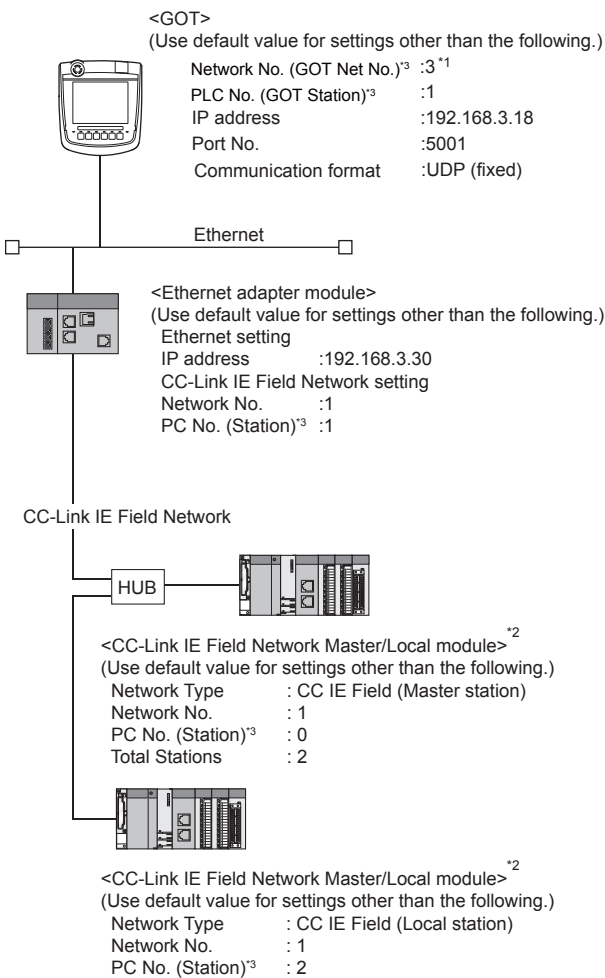 <GOT>
(Use default value for settings other than the following.)
Network No. (GOT Net No.)*3 :3 *1
PLC No. (GOT Station)*3 :1
IP address :192.168.3.18
Port No. :5001
Communication format :UDP (fixed)
Ethernet
<Ethernet adapter module>
(Use default value for settings other than the following.)
Ethernet setting
IP address :192.168.3.30
CC-Link IE Field Network setting
Network No. :1
PC No. (Station)*3 :1
CC-Link IE Field Network
HUB
<CC-Link IE Field Network Master/Local module>*2
(Use default value for settings other than the following.)
Network Type : CC IE Field (Master station)
Network No. : 1
PC No. (Station)*3 : 0
Total Stations : 2
<CC-Link IE Field Network Master/Local module>*2
(Use default value for settings other than the following.)
Network Type : CC IE Field (Local station)
Network No. : 1
PC No. (Station)*3 : 2